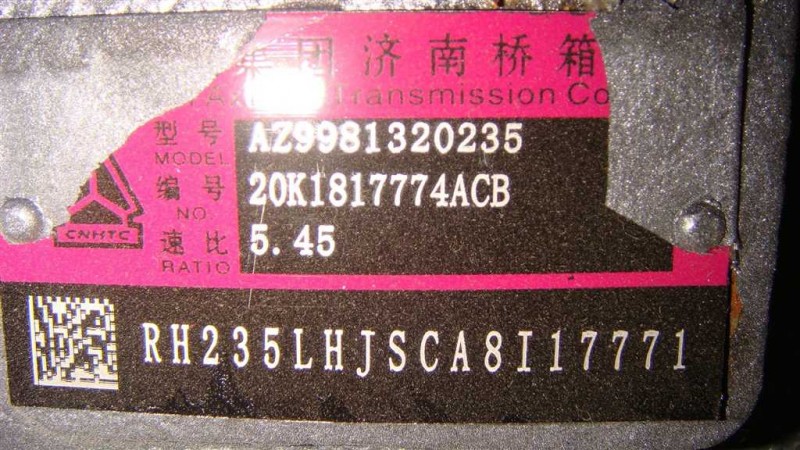 集团济南桥箱
Axle Transmission Co
型号 AZ9981320235
MODEL
编号 20K1817774ACB
NO.
速比 5.45
RATIO
CNHTC
RH235LHJSCA8I17771